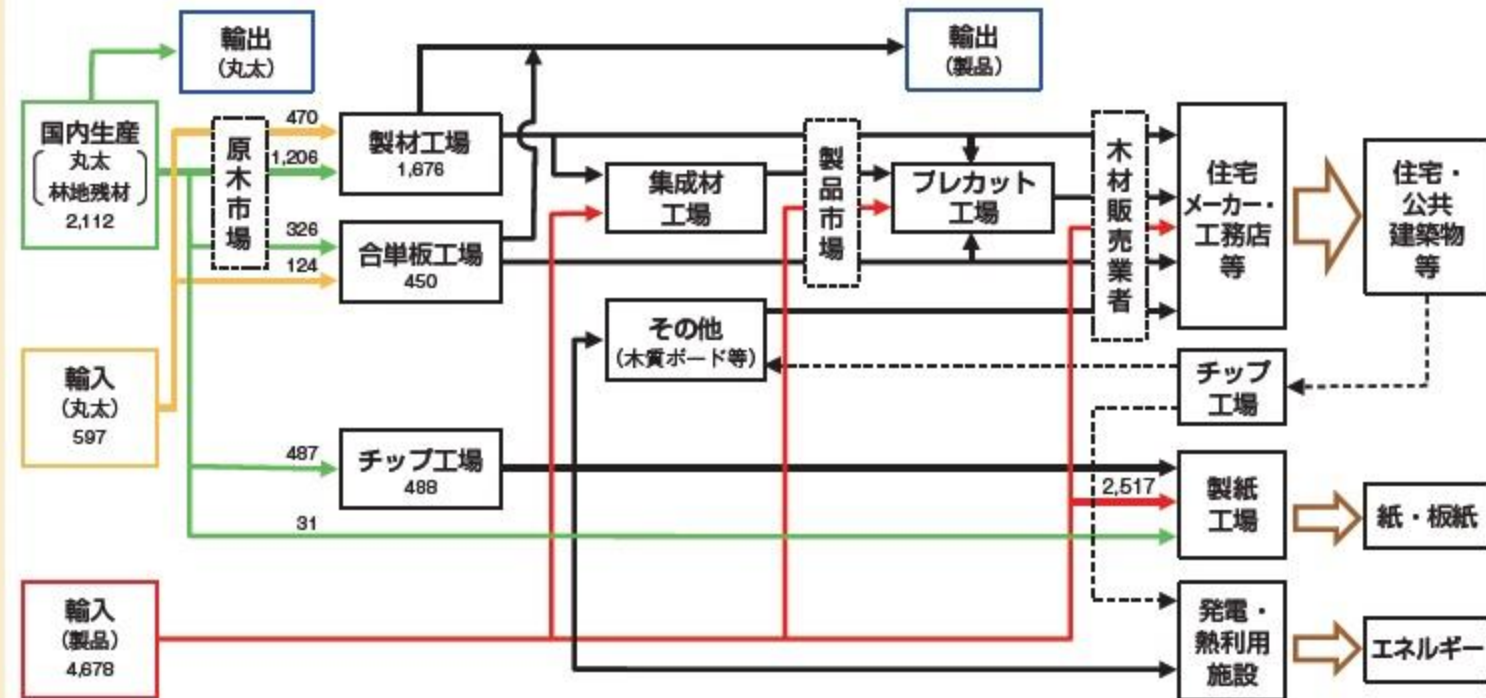 輸出
（丸太）
輸出
（製品）
国内生産
丸太
林地残材
2,112
原木市場
470
1,206
326
124
製材工場
1,676
合単板工場
450
集成材
工場
製品市場
プレカット
工場
木材販売業者
住宅
メーカー・
工務店
等
住宅・
公共
建築物
等
その他
（木質ボード等）
チップ
工場
輸入
（丸太）
597
487
チップ工場
488
31
2,517
製紙
工場
紙・板紙
輸入
（製品）
4,678
発電・
熱利用
施設
エネルギー